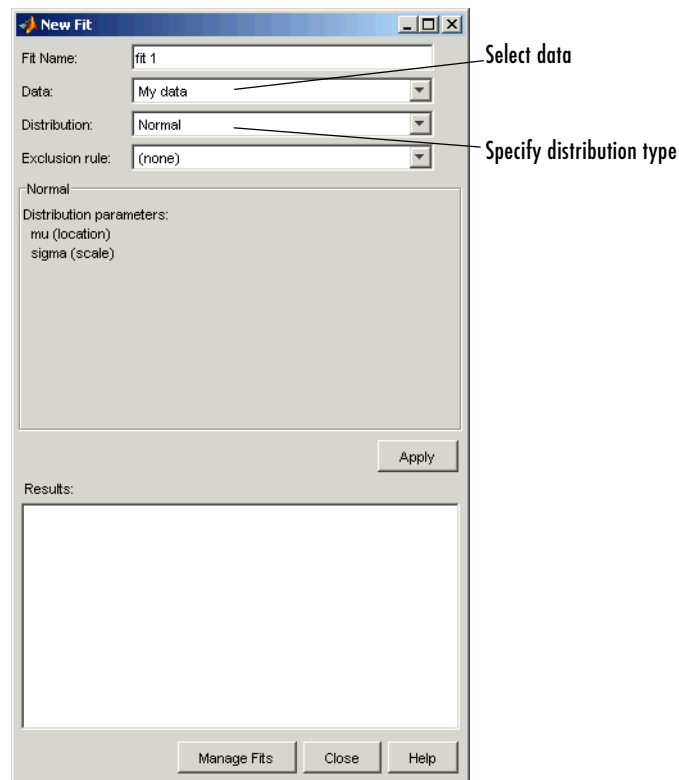 New Fit
Fit Name: fit 1
Select data
Data: My data
Distribution: Normal
Specify distribution type
Exclusion rule: (none)
Normal
Distribution parameters:
mu (location)
sigma (scale)
Apply
Results:
Manage Fits Close Help